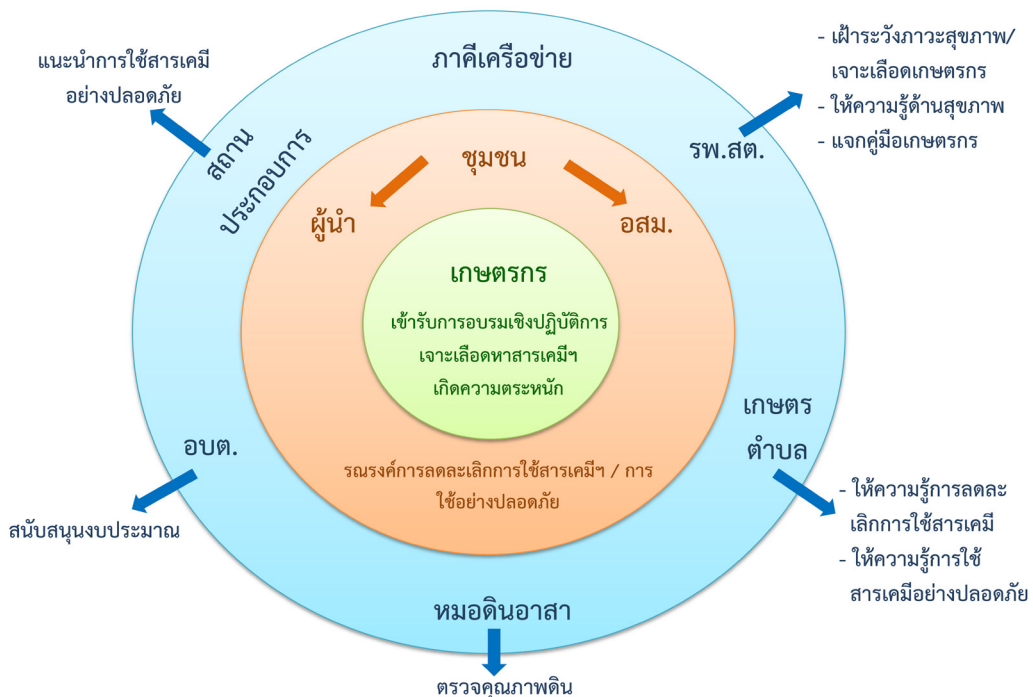 ภาคีเครือข่าย
แนะนำการใช้สารเคมี
อย่างปลอดภัย
สถาน
ประกอบการ
- เฝ้าระวังภาวะสุขภาพ/
เจาะเลือดเกษตรกร
- ให้ความรู้ด้านสุขภาพ
- แจกคู่มือเกษตรกร
รพ.สต.
ชุมชน
ผู้นำ
อสม.
เกษตรกร
เข้ารับการอบรมเชิงปฏิบัติการ
เจาะเลือดหาสารเคมีฯ
เกิดความตระหนัก
รณรงค์การลดละเลิกการใช้สารเคมีฯ / การ
ใช้อย่างปลอดภัย
อบต.
สนับสนุนงบประมาณ
เกษตร
ตำบล
- ให้ความรู้การลดละ
เลิกการใช้สารเคมี
- ให้ความรู้การใช้
สารเคมีอย่างปลอดภัย
หมอดินอาสา
ตรวจคุณภาพดิน